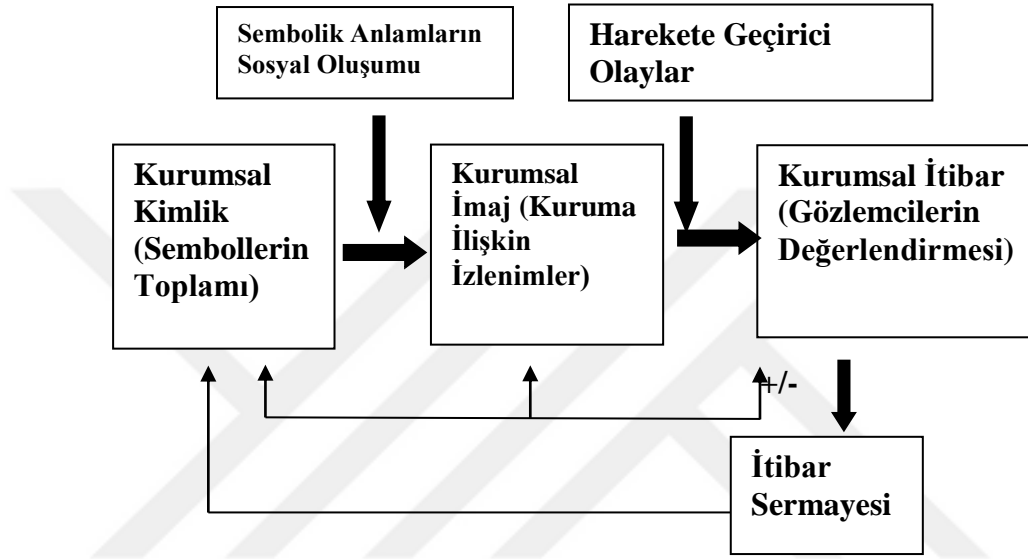 Sembolik Anlamların
Sosyal Oluşumu
Harekete Geçirici
Olaylar
Kurumsal
Kimlik
(Sembollerin
Toplamı)
Kurumsal
İmaj (Kuruma
İlişkin
İzlenimler)
Kurumsal İtibar
(Gözlemcilerin
Değerlendirmesi)
+/-
İtibar
Sermayesi